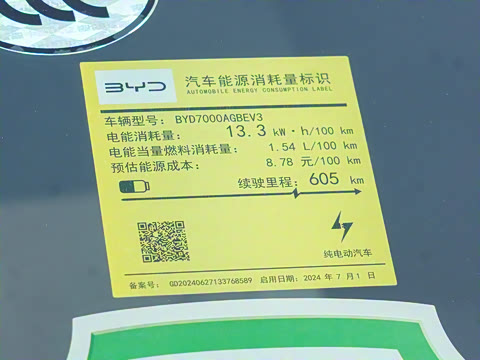 BYD 汽车能源消耗量标识
AUTOMOBILE ENERGY CONSUMPTION LABEL
车辆型号: BYD7000AGBEV3
电能消耗量: 13.3 kW·h/100 km
电能当量燃料消耗量: 1.54 L/100 km
预估能源成本: 8.78 元/100 km
续驶里程: 605 km
纯电动汽车
备案号: GD20240627133768589 启用日期: 2024 年 7 月 1 日